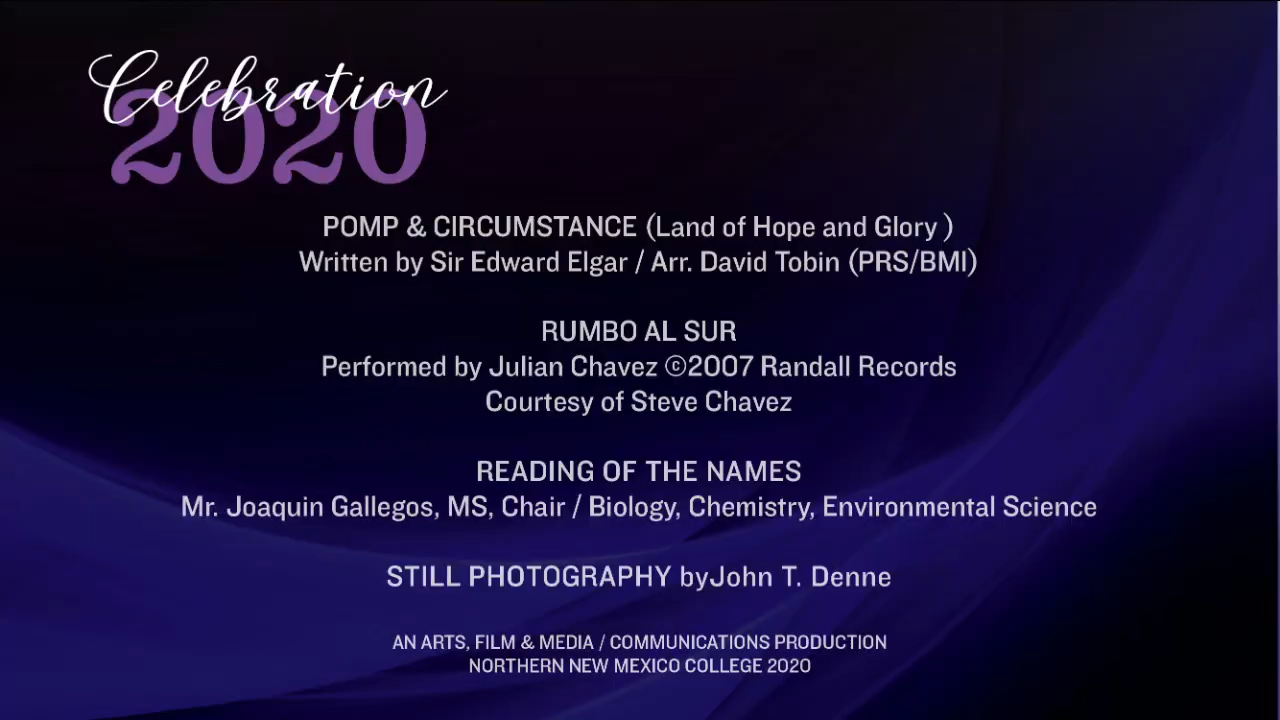 Celebration
2020
POMP & CIRCUMSTANCE (Land of Hope and Glory )
Written by Sir Edward Elgar / Arr. David Tobin (PRS/BMI)
RUMBO AL SUR
Performed by Julian Chavez ©2007 Randall Records
Courtesy of Steve Chavez
READING OF THE NAMES
Mr. Joaquin Gallegos, MS, Chair / Biology, Chemistry, Environmental Science
STILL PHOTOGRAPHY byJohn T. Denne
AN ARTS, FILM & MEDIA / COMMUNICATIONS PRODUCTION
NORTHERN NEW MEXICO COLLEGE 2020